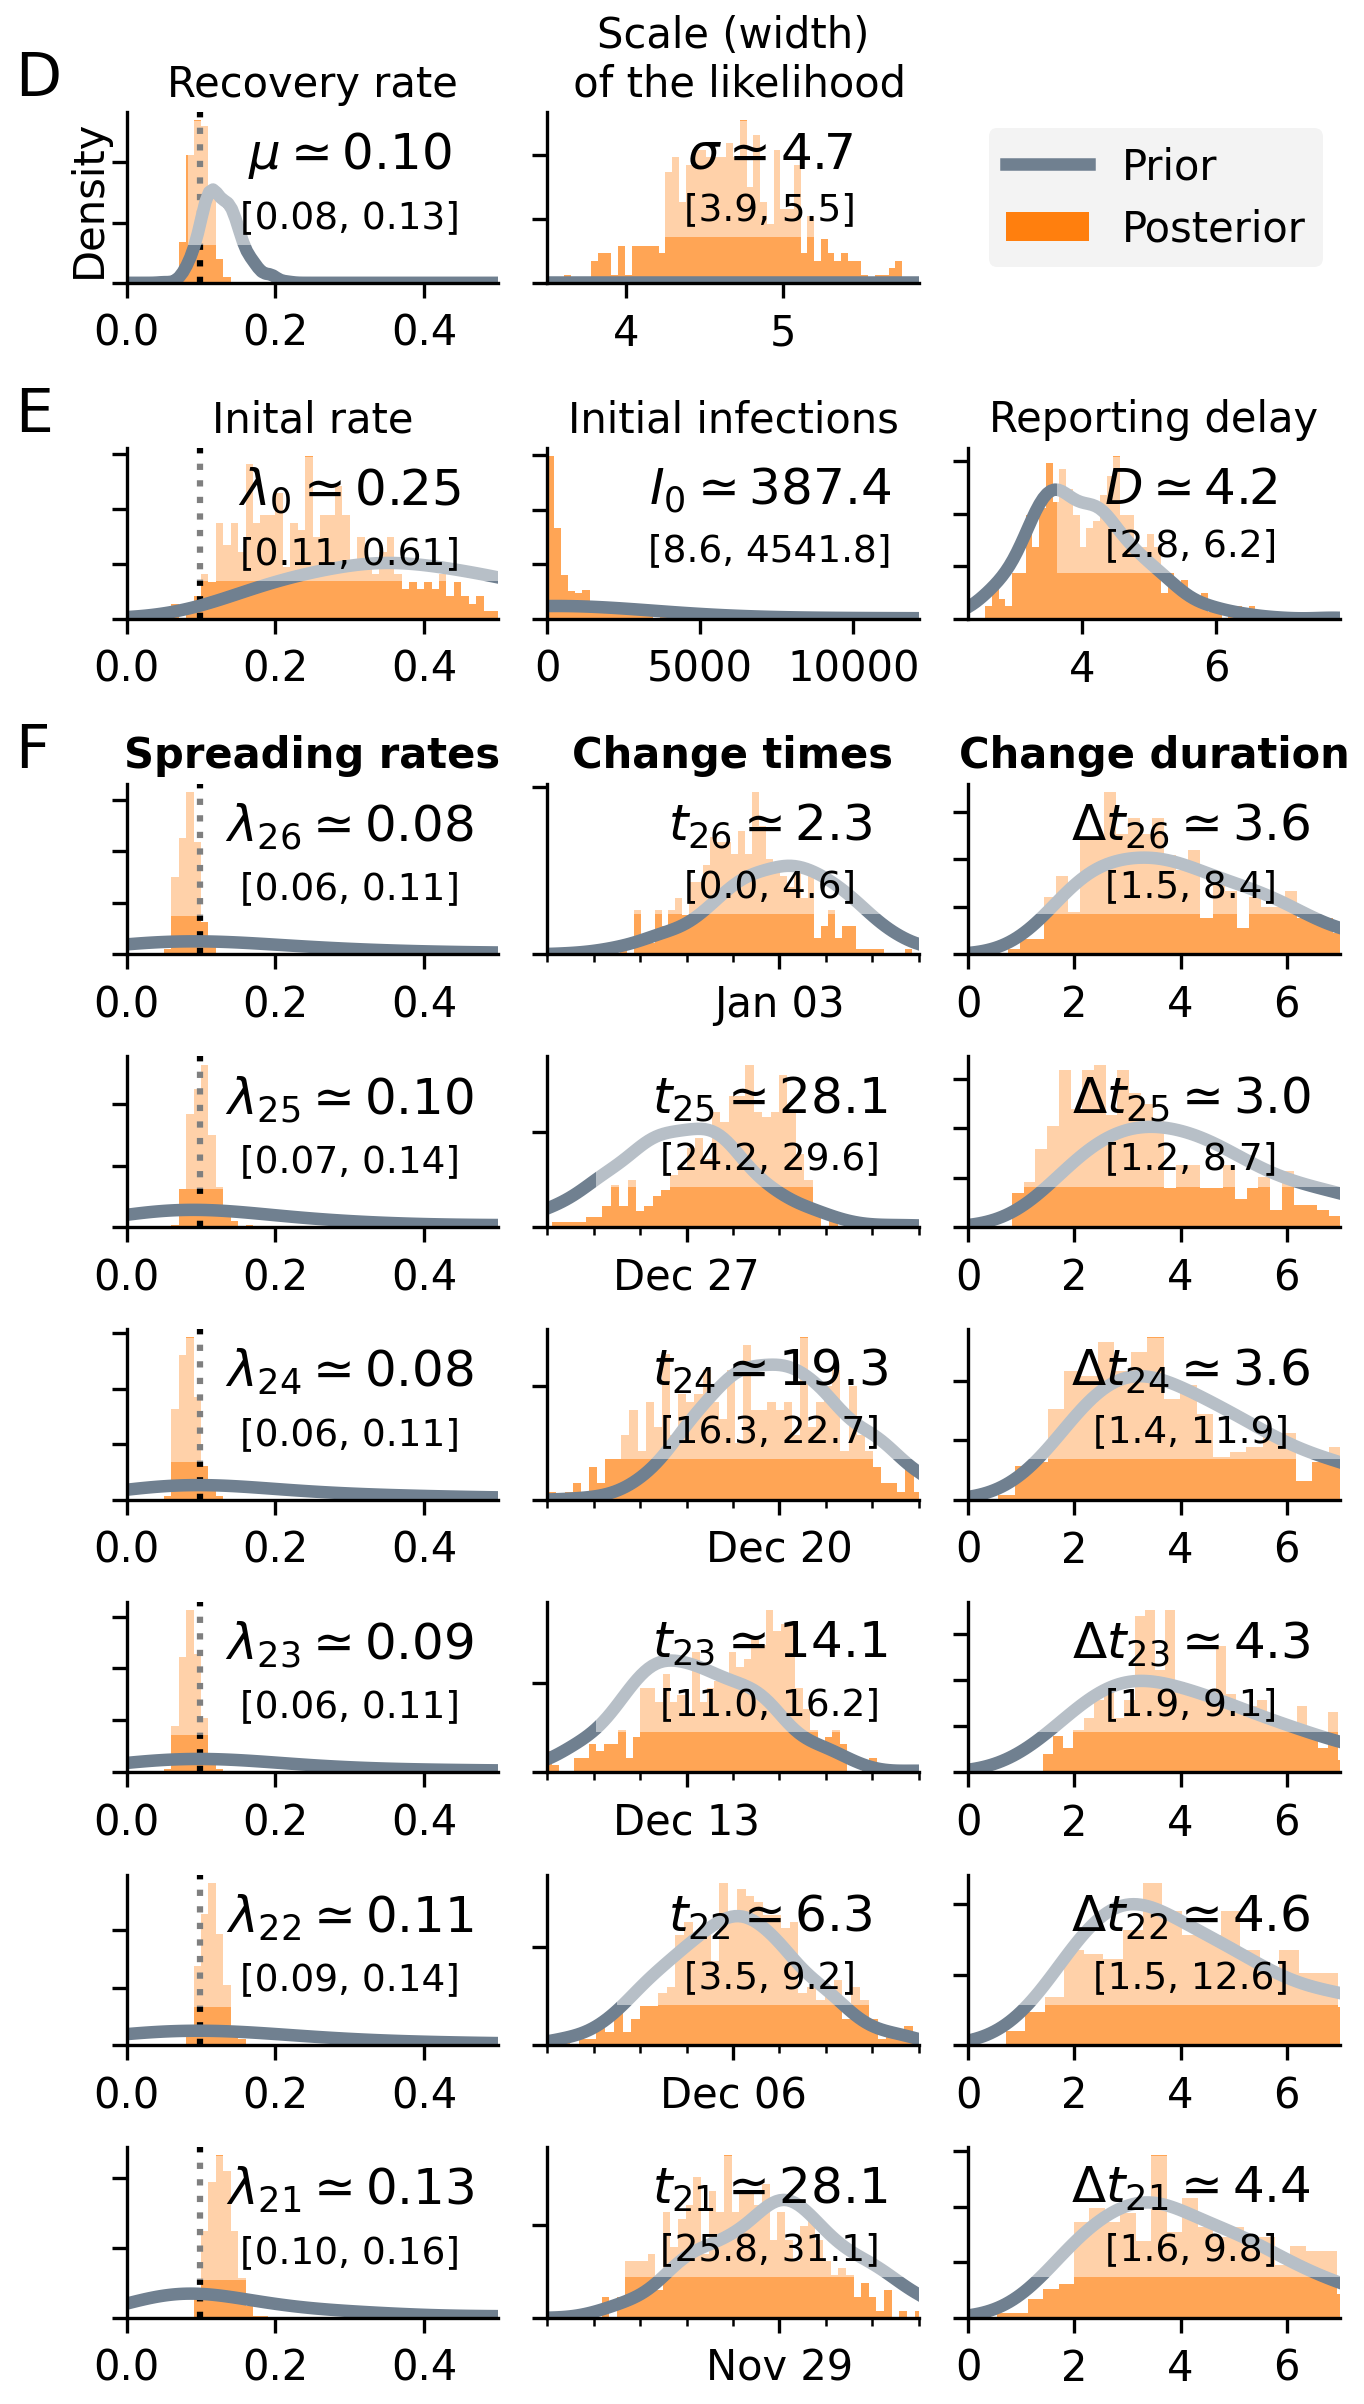 D
Recovery rate
Density
μ ≃ 0.10
[0.08, 0.13]
0.0 0.2 0.4
Scale (width)
of the likelihood
σ ≃ 4.7
[3.9, 5.5]
4 5
Prior
Posterior
E
Inital rate
λ0 ≃ 0.25
[0.11, 0.61]
0.0 0.2 0.4
Initial infections
I0 ≃ 387.4
[8.6, 4541.8]
0 5000 10000
Reporting delay
D ≃ 4.2
[2.8, 6.2]
4 6
F
Spreading rates
Change times
Change duration
λ26 ≃ 0.08
[0.06, 0.11]
0.0 0.2 0.4
t26 ≃ 2.3
[0.0, 4.6]
Jan 03
Δt26 ≃ 3.6
[1.5, 8.4]
0 2 4 6
λ25 ≃ 0.10
[0.07, 0.14]
0.0 0.2 0.4
t25 ≃ 28.1
[24.2, 29.6]
Dec 27
Δt25 ≃ 3.0
[1.2, 8.7]
0 2 4 6
λ24 ≃ 0.08
[0.06, 0.11]
0.0 0.2 0.4
t24 ≃ 19.3
[16.3, 22.7]
Dec 20
Δt24 ≃ 3.6
[1.4, 11.9]
0 2 4 6
λ23 ≃ 0.09
[0.06, 0.11]
0.0 0.2 0.4
t23 ≃ 14.1
[11.0, 16.2]
Dec 13
Δt23 ≃ 4.3
[1.9, 9.1]
0 2 4 6
λ22 ≃ 0.11
[0.09, 0.14]
0.0 0.2 0.4
t22 ≃ 6.3
[3.5, 9.2]
Dec 06
Δt22 ≃ 4.6
[1.5, 12.6]
0 2 4 6
λ21 ≃ 0.13
[0.10, 0.16]
0.0 0.2 0.4
t21 ≃ 28.1
[25.8, 31.1]
Nov 29
Δt21 ≃ 4.4
[1.6, 9.8]
0 2 4 6